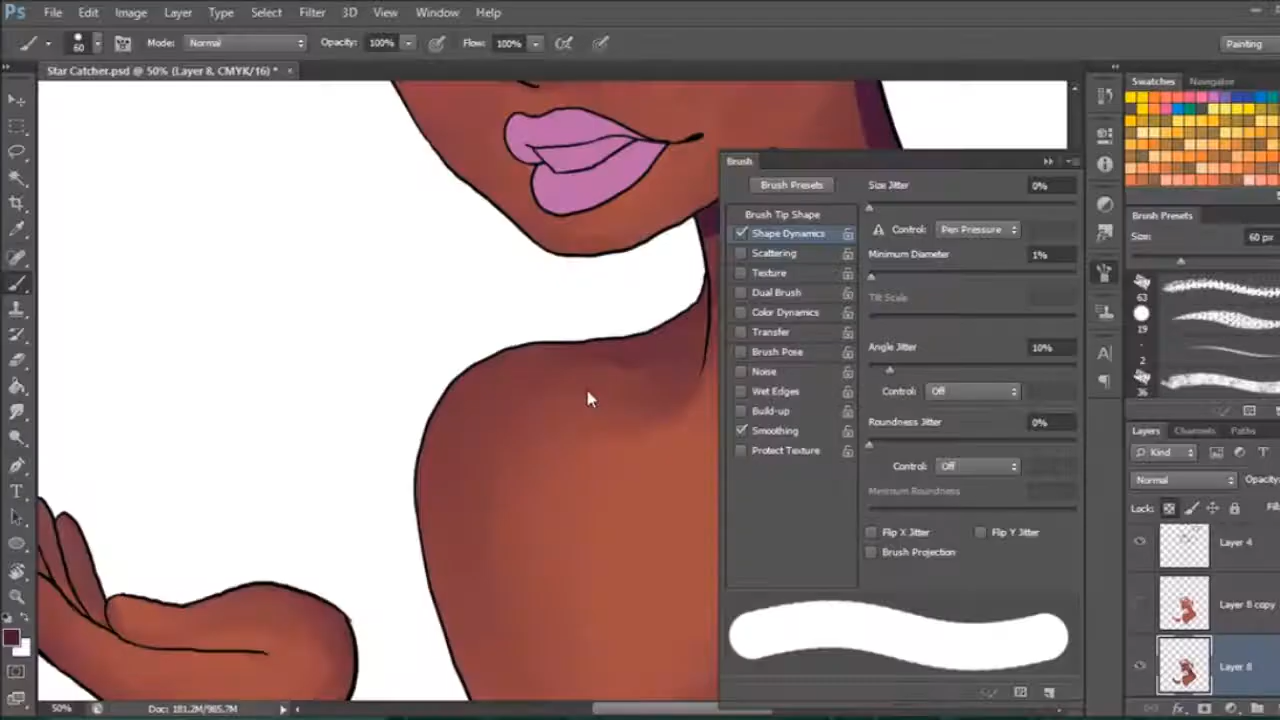 Ps File Edit Image Layer Type Select Filter 3D View Window Help
60 Mode: Normal Opacity: 100% Flow: 100% Painting
Star Catcher.psd @ 50% (Layer 8, CMYK/16) * ×
Swatches Navigator
Brush
Brush Presets
Brush Tip Shape
Shape Dynamics
Scattering
Texture
Dual Brush
Color Dynamics
Transfer
Brush Pose
Noise
Wet Edges
Build-up
Smoothing
Protect Texture
Size Jitter 0%
Control: Pen Pressure
Minimum Diameter 1%
Tilt Scale
Angle Jitter 10%
Control: Off
Roundness Jitter 0%
Control: Off
Minimum Roundness
Flip X Jitter Flip Y Jitter
Brush Projection
Brush Presets
Size: 60 px
63
19
2
36
Layers Channels Paths
Kind
Normal Opacity:
Lock:
Layer 4
Layer 8 copy
Layer 8
50% Doc: 181.2M/985.7M